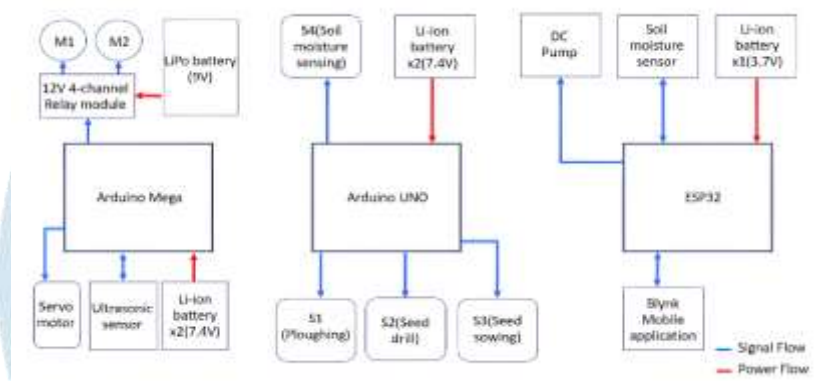 M1
M2
LiPo battery
(9V)
12V 4-channel
Relay module
Arduino Mega
Servo
motor
Ultrasonic
sensor
Li-ion
battery
x2(7.4V)
S4(Soil
moisture
sensing)
Li-ion
battery
x2(7.4V)
Arduino UNO
S1
(Ploughing)
S2(Seed
drill)
S3(Seed
sowing)
DC
Pump
Soil
moisture
sensor
Li-ion
battery
x1(3.7V)
ESP32
Blynk
Mobile
application
Signal Flow
Power Flow